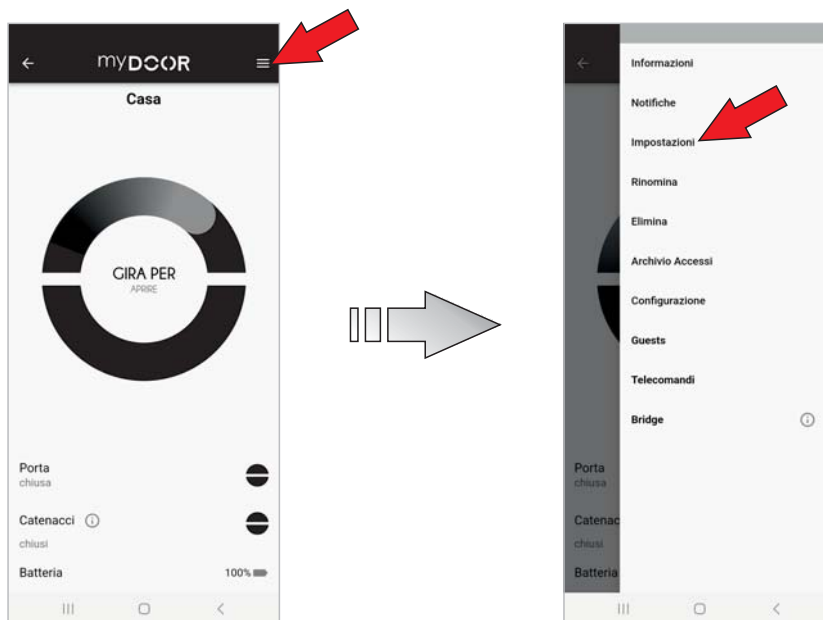 myDOOR
Casa
GIRA PER
APRIRE
Porta
chiusa
Catenacci
chiusi
Batteria
100%
Informazioni
Notifiche
Impostazioni
Rinomina
Elimina
Archivio Accessi
Configurazione
Guests
Telecomandi
Bridge
Porta
chiusa
Catenac
chiusi
Batteria